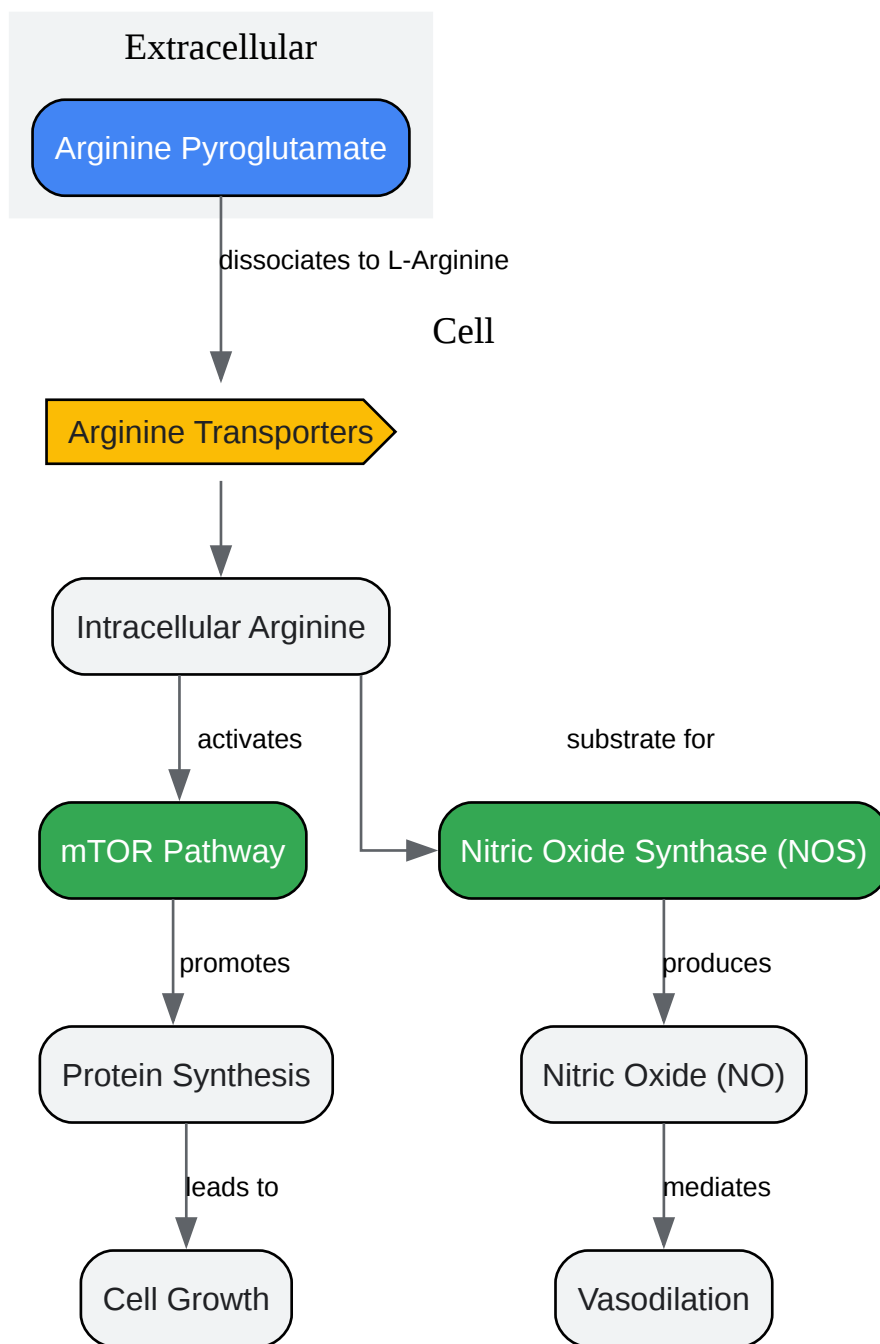 Extracellular
Arginine Pyroglutamate
dissociates to L-Arginine
Cell
Arginine Transporters
Intracellular Arginine
activates
substrate for
mTOR Pathway
Nitric Oxide Synthase (NOS)
promotes
produces
Protein Synthesis
Nitric Oxide (NO)
leads to
mediates
Cell Growth
Vasodilation